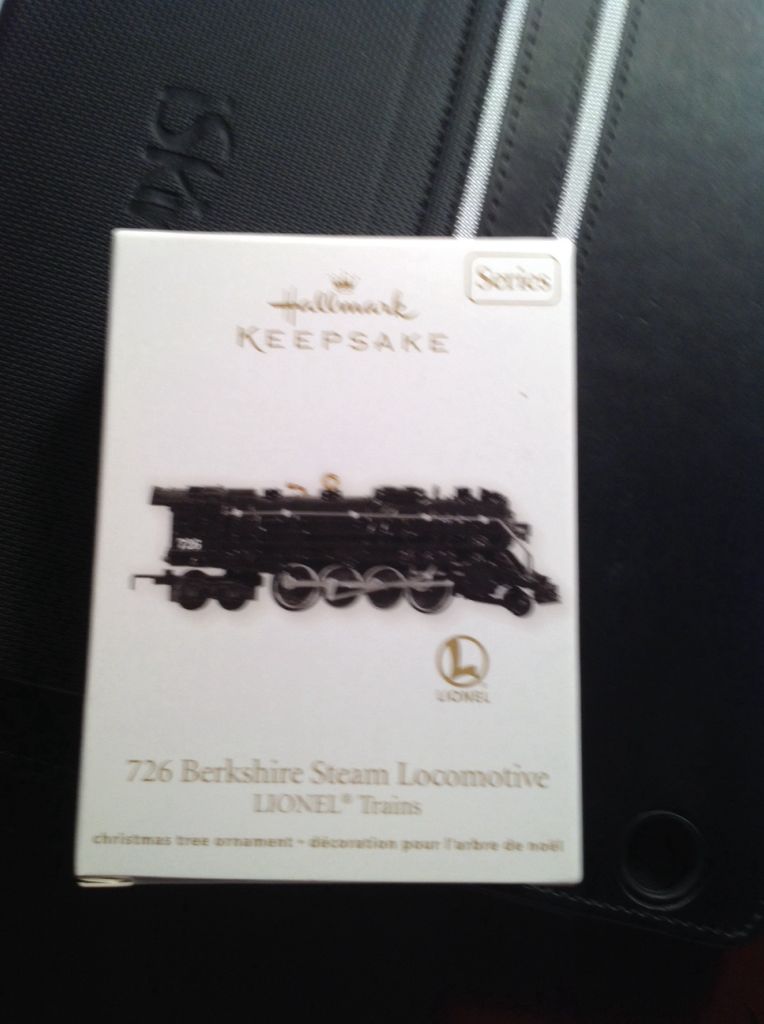 Series
Hallmark
KEEPSAKE
726
L
LIONEL
726 Berkshire Steam Locomotive
LIONEL® Trains
christmas tree ornament • décoration pour l'arbre de noël